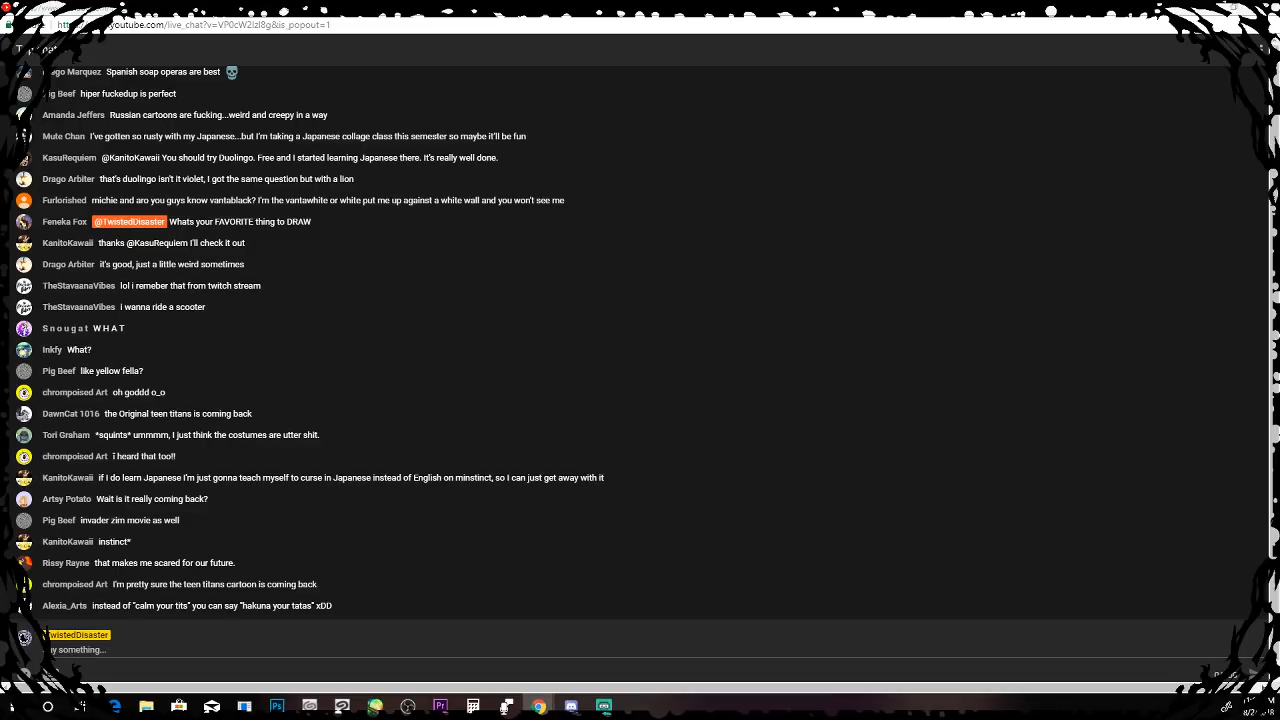 youtube.com/live_chat?v=VP0cW2lzl8g&is_popout=1
Marquez Spanish soap operas are best
Pig Beef hiper fuckedup is perfect
Amanda Jeffers Russian cartoons are fucking...weird and creepy in a way
Mute Chan I've gotten so rusty with my Japanese...but I'm taking a Japanese collage class this semester so maybe it'll be fun
KasuRequiem @KanitoKawaii You should try Duolingo. Free and I started learning Japanese there. It's really well done.
Drago Arbiter that's duolingo isn't it violet, I got the same question but with a lion
Furlorished michie and aro you guys know vantablack? I'm the vantawhite or white put me up against a white wall and you won't see me
Feneka Fox @TwistedDisaster Whats your FAVORITE thing to DRAW
KanitoKawaii thanks @KasuRequiem I'll check it out
Drago Arbiter it's good, just a little weird sometimes
TheStavaanaVibes lol i remeber that from twitch stream
TheStavaanaVibes i wanna ride a scooter
S n o u g a t W H A T
Inkfy What?
Pig Beef like yellow fella?
chrompoised Art oh goddd o_o
DawnCat 1016 the Original teen titans is coming back
Tori Graham *squints* ummmm, I just think the costumes are utter shit.
chrompoised Art i heard that too!!
KanitoKawaii if I do learn Japanese I'm just gonna teach myself to curse in Japanese instead of English on minstinct, so I can just get away with it
Artsy Potato Wait is it really coming back?
Pig Beef invader zim movie as well
KanitoKawaii instinct*
Rissy Rayne that makes me scared for our future.
chrompoised Art I'm pretty sure the teen titans cartoon is coming back
Alexia_Arts instead of "calm your tits" you can say "hakuna your tatas" xDD
TwistedDisaster
say something...